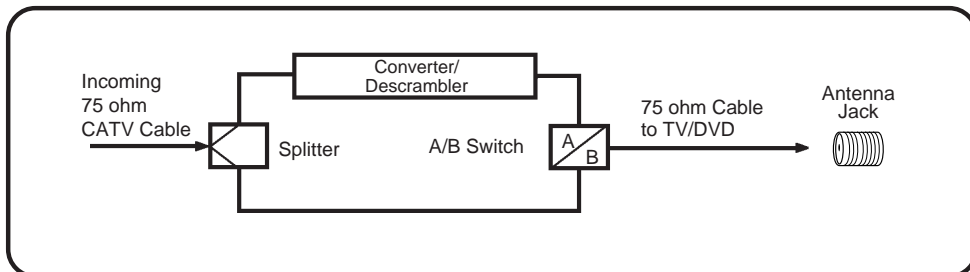 Incoming
75 ohm
CATV Cable
Splitter
Converter/
Descrambler
A/B Switch
A
B
75 ohm Cable
to TV/DVD
Antenna
Jack